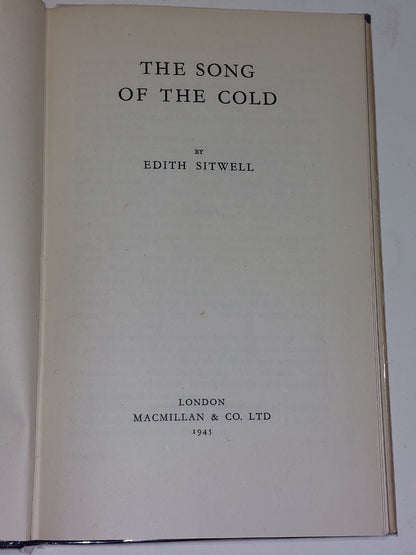 THE SONG
OF THE COLD
BY
EDITH SITWELL
LONDON
MACMILLAN & CO. LTD
1945